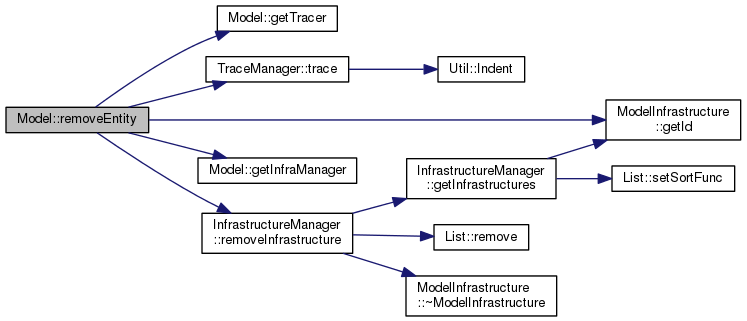 Model::getTracer
TraceManager::trace
Util::Indent
Model::removeEntity
ModelInfrastructure
::getId
Model::getInfraManager
InfrastructureManager
::getInfrastructures
List::setSortFunc
InfrastructureManager
::removeInfrastructure
List::remove
ModelInfrastructure
::~ModelInfrastructure